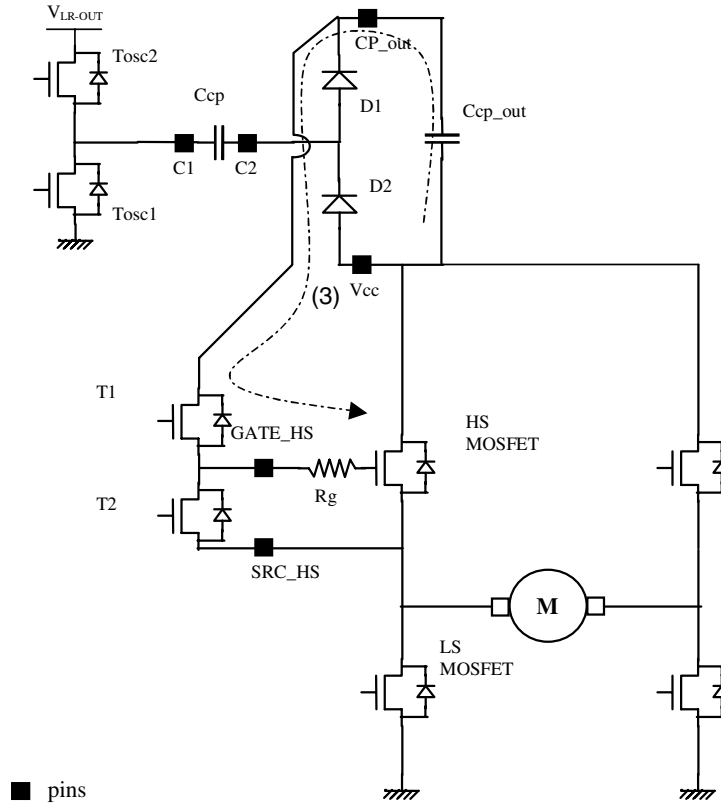 V_LR-OUT
Tosc2
CP_out
Ccp
D1
Ccp_out
C1
C2
D2
Tosc1
Vcc
(3)
T1
HS
MOSFET
GATE_HS
Rg
T2
SRC_HS
M
LS
MOSFET
pins